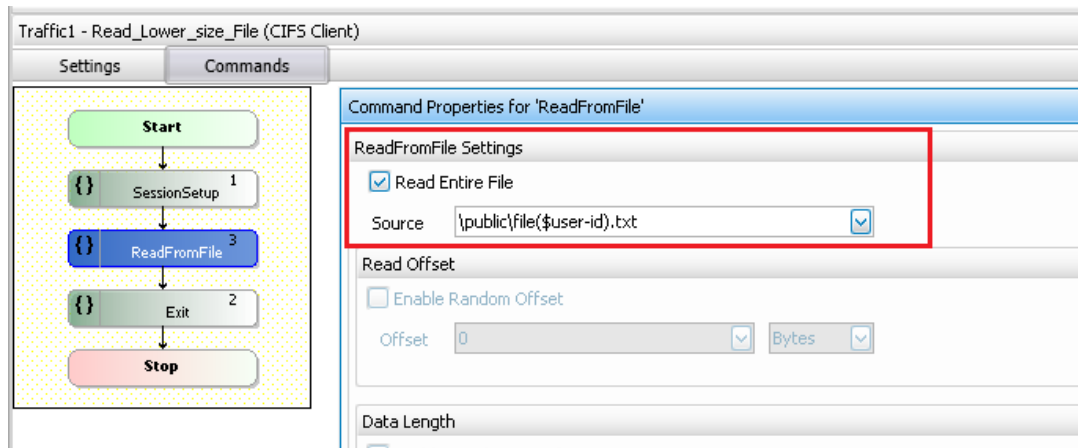 Traffic1 - Read_Lower_size_File (CIFS Client)
Settings
Commands
Start
{} SessionSetup 1
{} ReadFromFile 3
{} Exit 2
Stop
Command Properties for 'ReadFromFile'
ReadFromFile Settings
Read Entire File
Source \public\file($user-id).txt
Read Offset
Enable Random Offset
Offset 0 Bytes
Data Length